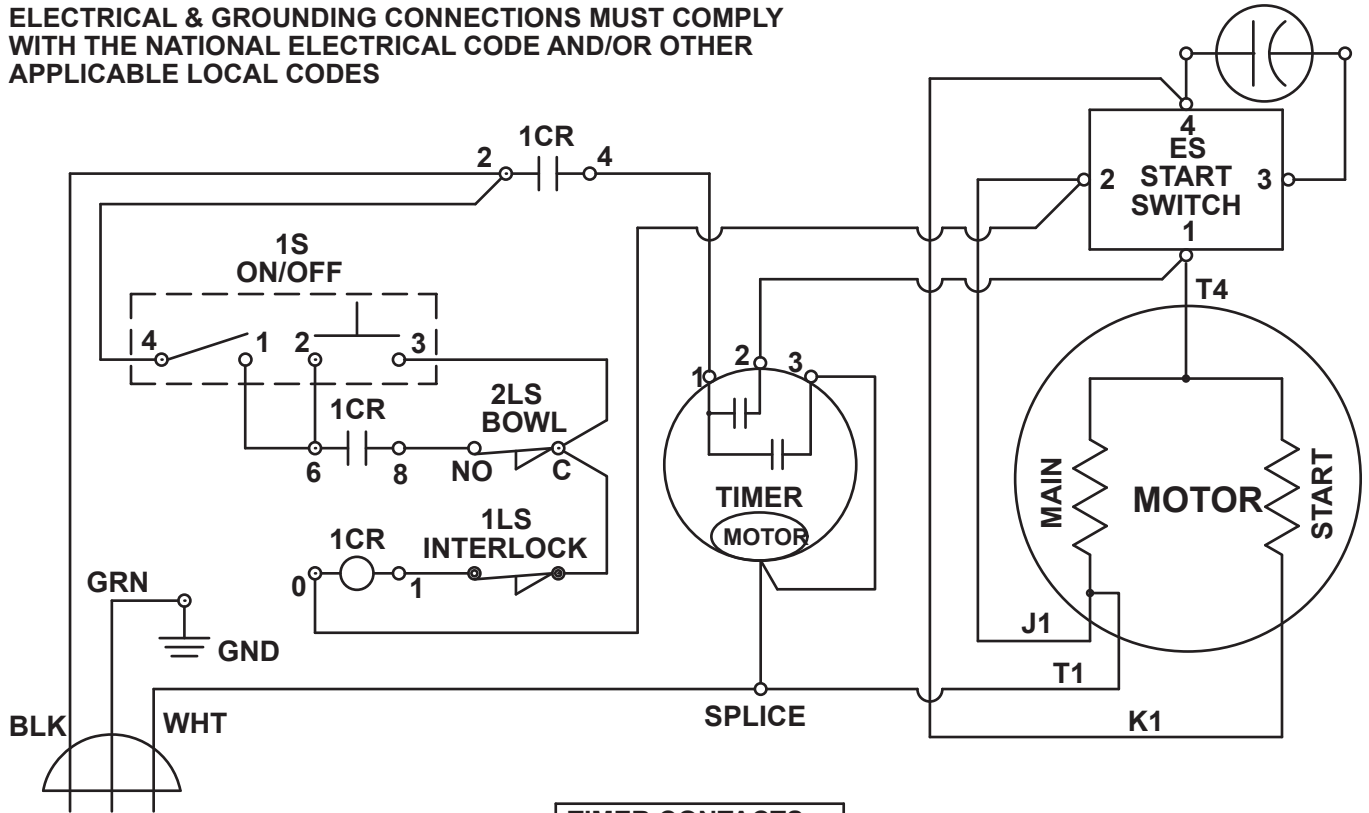 ELECTRICAL & GROUNDING CONNECTIONS MUST COMPLY
WITH THE NATIONAL ELECTRICAL CODE AND/OR OTHER
APPLICABLE LOCAL CODES
1CR
2
4
4
ES
START
SWITCH
2
3
1
1S
ON/OFF
4
1
2
3
T4
1CR
2LS
BOWL
6
8
NO
C
1
2
3
TIMER
MOTOR
MAIN
MOTOR
START
1CR
1LS
INTERLOCK
0
1
GRN
GND
J1
T1
BLK
WHT
SPLICE
K1
TIMER CONTACTS